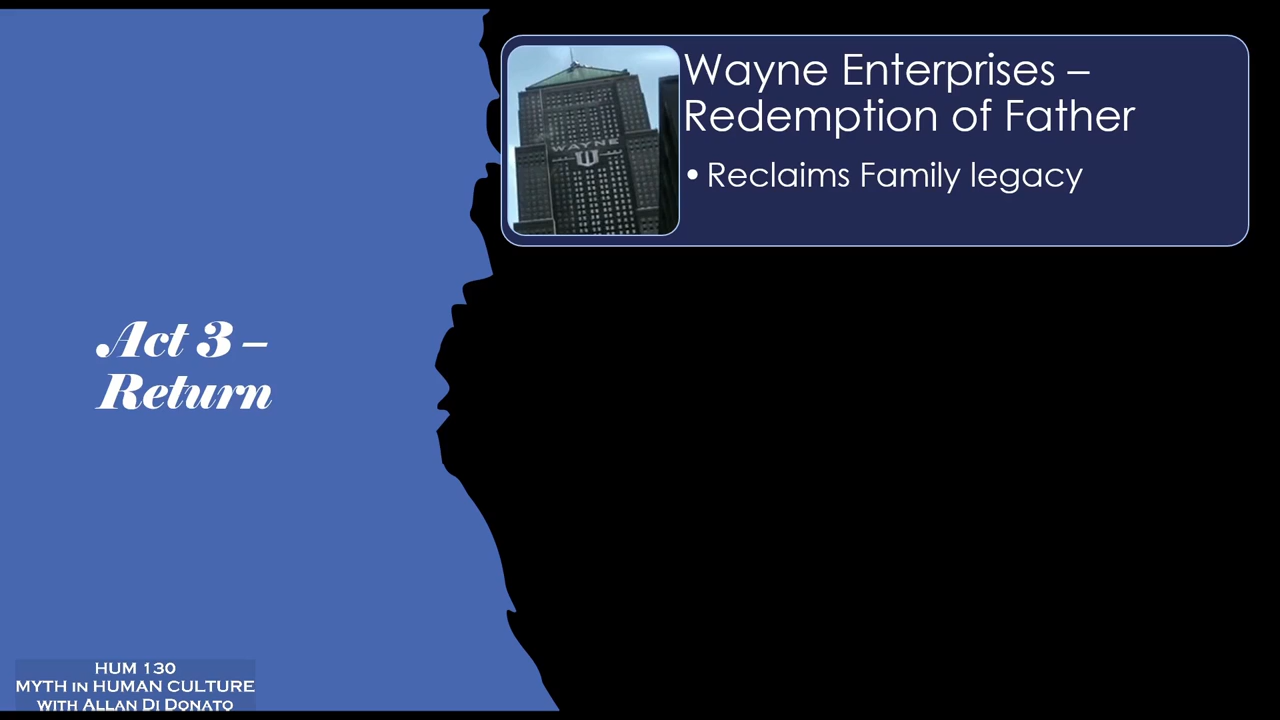 Wayne Enterprises –
Redemption of Father
• Reclaims Family legacy
WAYNE
Act 3 –
Return
HUM 130
MYTH IN HUMAN CULTURE
WITH ALLAN DI DONATO